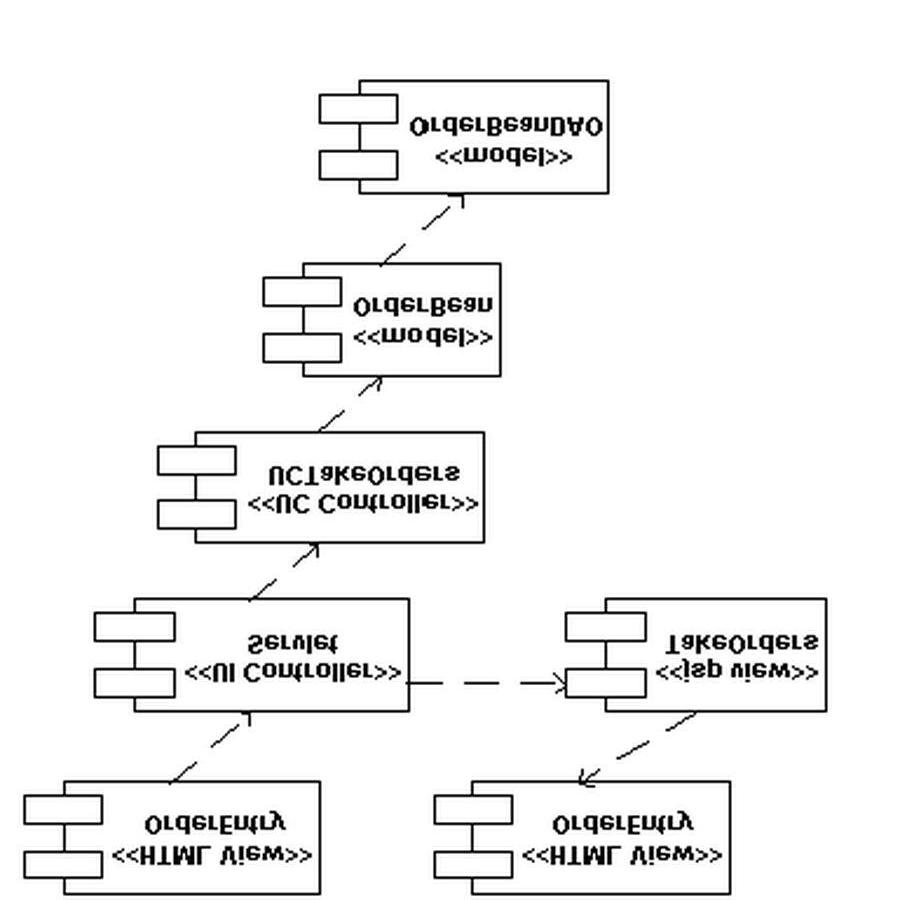 OrderBeanDAO
<<model>>
OrderBean
<<model>>
UCTakeOrders
<<UC Controller>>
Servlet
<<UI Controller>>
TakeOrders
<<jsp view>>
OrderEntry
<<HTML View>>
OrderEntry
<<HTML View>>